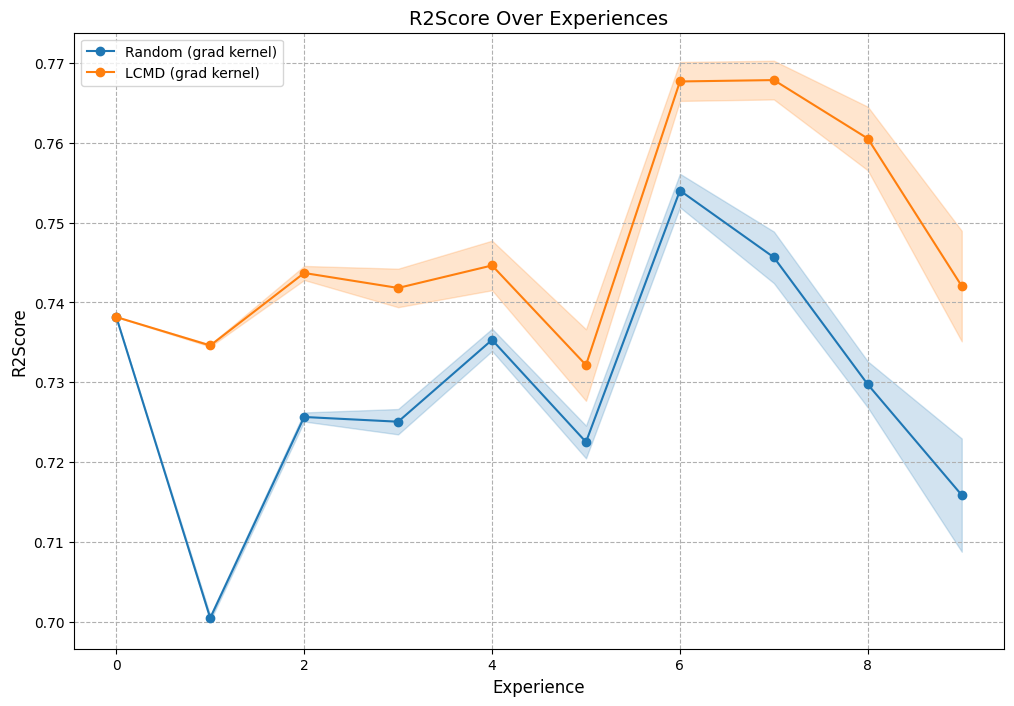 R2Score Over Experiences
Random (grad kernel)
LCMD (grad kernel)
R2Score
0.77
0.76
0.75
0.74
0.73
0.72
0.71
0.70
0 2 4 6 8
Experience